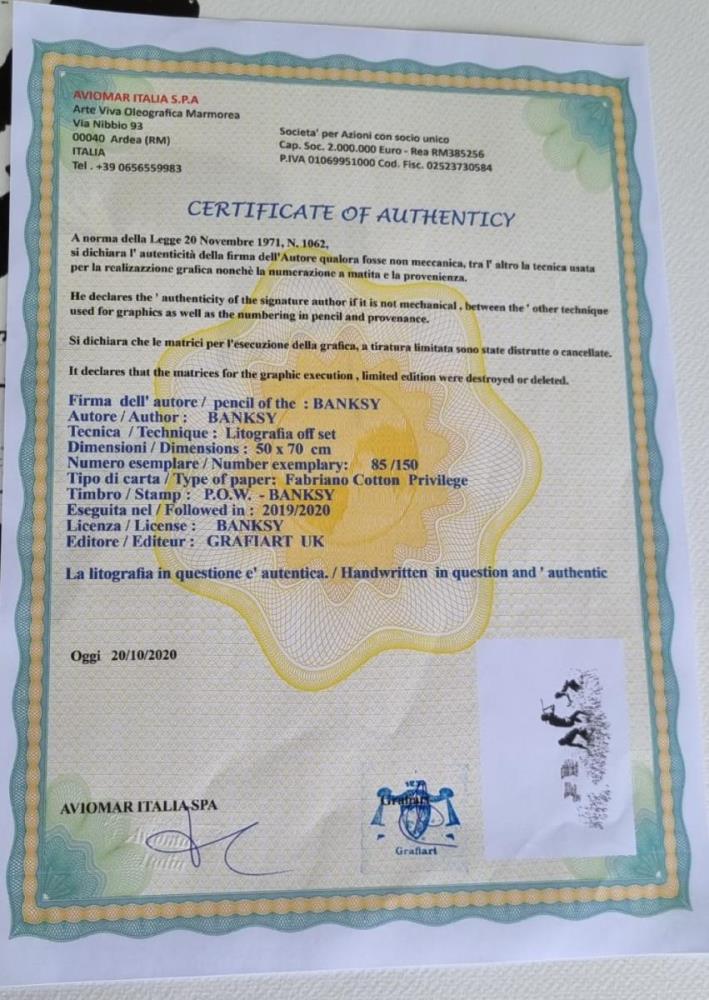 AVIOMAR ITALIA S.P.A
Arte Viva Oleografica Marmorea
Via Nibbio 93
00040 Ardea (RM)
ITALIA
Tel . +39 0656559983
Societa' per Azioni con socio unico
Cap. Soc. 2.000.000 Euro - Rea RM385256
P.IVA 01069951000 Cod. Fisc. 02523730584
CERTIFICATE OF AUTHENTICY
A norma della Legge 20 Novembre 1971, N. 1062,
si dichiara l' autenticità della firma dell'Autore qualora fosse non meccanica, tra l' altro la tecnica usata
per la realizazzione grafica nonchè la numerazione a matita e la provenienza.
He declares the ' authenticity of the signature author if it is not mechanical , between the ' other technique
used for graphics as well as the numbering in pencil and provenance.
Si dichiara che le matrici per l'esecuzione della grafica, a tiratura limitata sono state distrutte o cancellate.
It declares that the matrices for the graphic execution , limited edition were destroyed or deleted.
Firma dell' autore / pencil of the : BANKSY
Autore / Author : BANKSY
Tecnica / Technique : Litografia off set
Dimensioni / Dimensions : 50 x 70 cm
Numero esemplare / Number exemplary: 85 /150
Tipo di carta / Type of paper: Fabriano Cotton Privilege
Timbro / Stamp : P.O.W. - BANKSY
Eseguita nel / Followed in : 2019/2020
Licenza / License : BANKSY
Editore / Editeur : GRAFIART UK
La litografia in questione e' autentica. / Handwritten in question and ' authentic
Oggi 20/10/2020
AVIOMAR ITALIA SPA
Aviomar
Italia
Grafiart
Grafiart